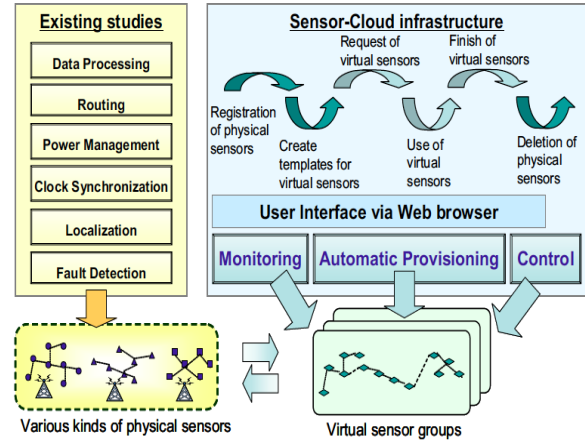 Existing studies
Data Processing
Routing
Power Management
Clock Synchronization
Localization
Fault Detection
Sensor-Cloud infrastructure
Request of
virtual sensors
Finish of
virtual sensors
Registration
of physical
sensors
Create
templates for
virtual sensors
Use of
virtual
sensors
Deletion of
physical
sensors
User Interface via Web browser
Monitoring
Automatic Provisioning
Control
Various kinds of physical sensors
Virtual sensor groups